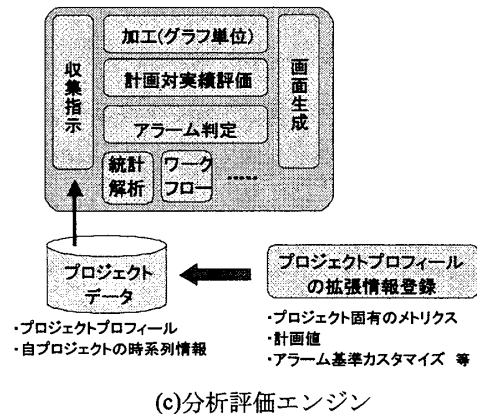 収集指示
加工(グラフ単位)
計画対実績評価
アラーム判定
統計
解析
ワーク
フロー
.....
画面生成
プロジェクト
データ
プロジェクトプロフィール
の拡張情報登録
・プロジェクトプロフィール
・自プロジェクトの時系列情報
・プロジェクト固有のメトリクス
・計画値
・アラーム基準カスタマイズ 等
(c)分析評価エンジン